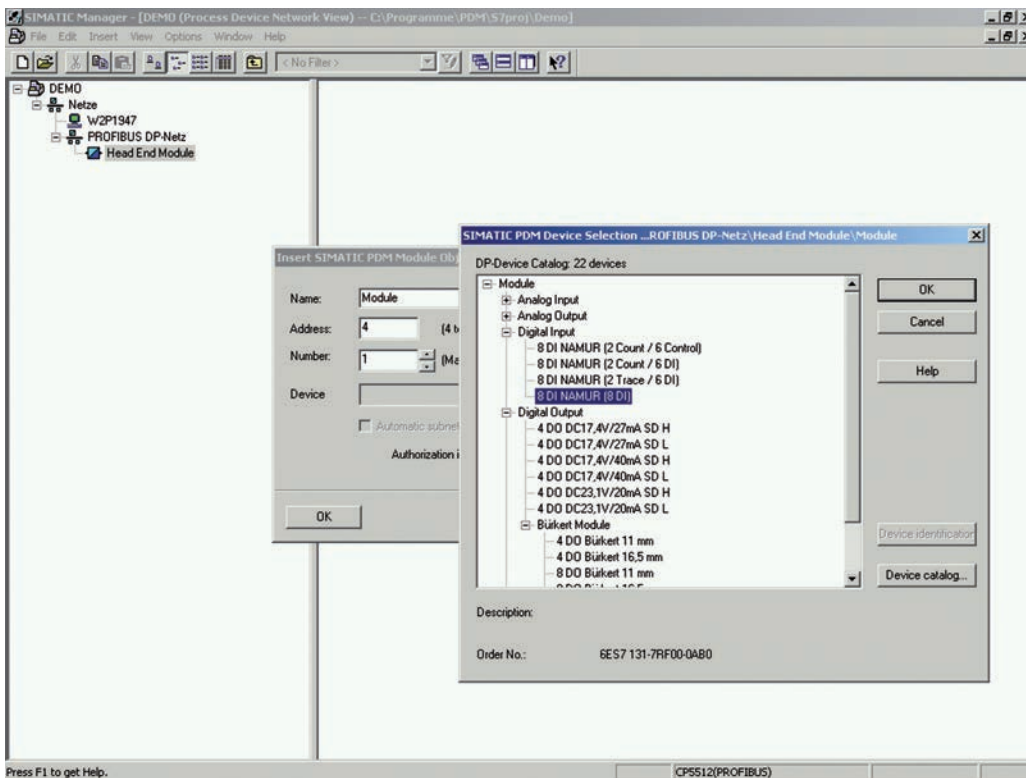 SIMATIC Manager - [DEMO (Process Device Network View) -- C:\Programme\PDM\S7proj\Demo]
File Edit Insert View Options Window Help
< No Filter >
DEMO
Netze
W2P1947
PROFIBUS DP-Netz
Head End Module
Insert SIMATIC PDM Module Obj
Name: Module
Address: 4 (4 b
Number: 1 (Ma
Device
Automatic subnet
Authorization i
OK
SIMATIC PDM Device Selection ...ROFIBUS DP-Netz\Head End Module\Module
DP-Device Catalog: 22 devices
Module
Analog Input
Analog Output
Digital Input
8 DI NAMUR (2 Count / 6 Control)
8 DI NAMUR (2 Count / 6 DI)
8 DI NAMUR (2 Trace / 6 DI)
8 DI NAMUR (8 DI)
Digital Output
4 DO DC17,4V/27mA SD H
4 DO DC17,4V/27mA SD L
4 DO DC17,4V/40mA SD H
4 DO DC17,4V/40mA SD L
4 DO DC23,1V/20mA SD H
4 DO DC23,1V/20mA SD L
Bürkert Module
4 DO Bürkert 11 mm
4 DO Bürkert 16,5 mm
8 DO Bürkert 11 mm
OK
Cancel
Help
Device identification
Device catalog...
Description:
Order No.: 6ES7 131-7RF00-0AB0
Press F1 to get Help.
CP5512(PROFIBUS)